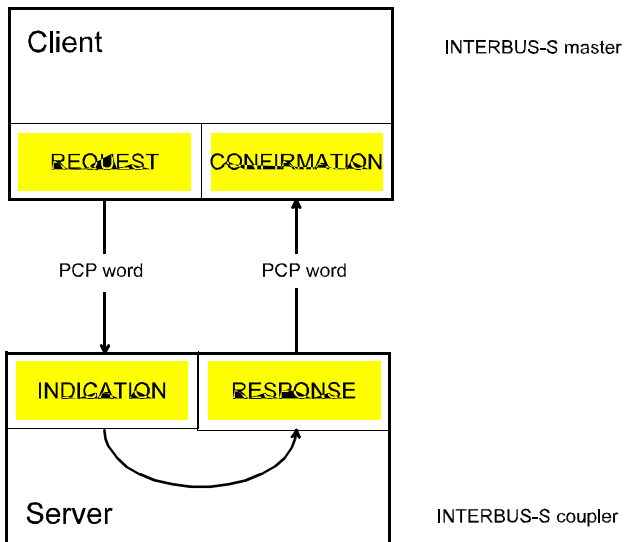 Client
INTERBUS-S master
REQUEST
CONFIRMATION
PCP word
PCP word
INDICATION
RESPONSE
Server
INTERBUS-S coupler